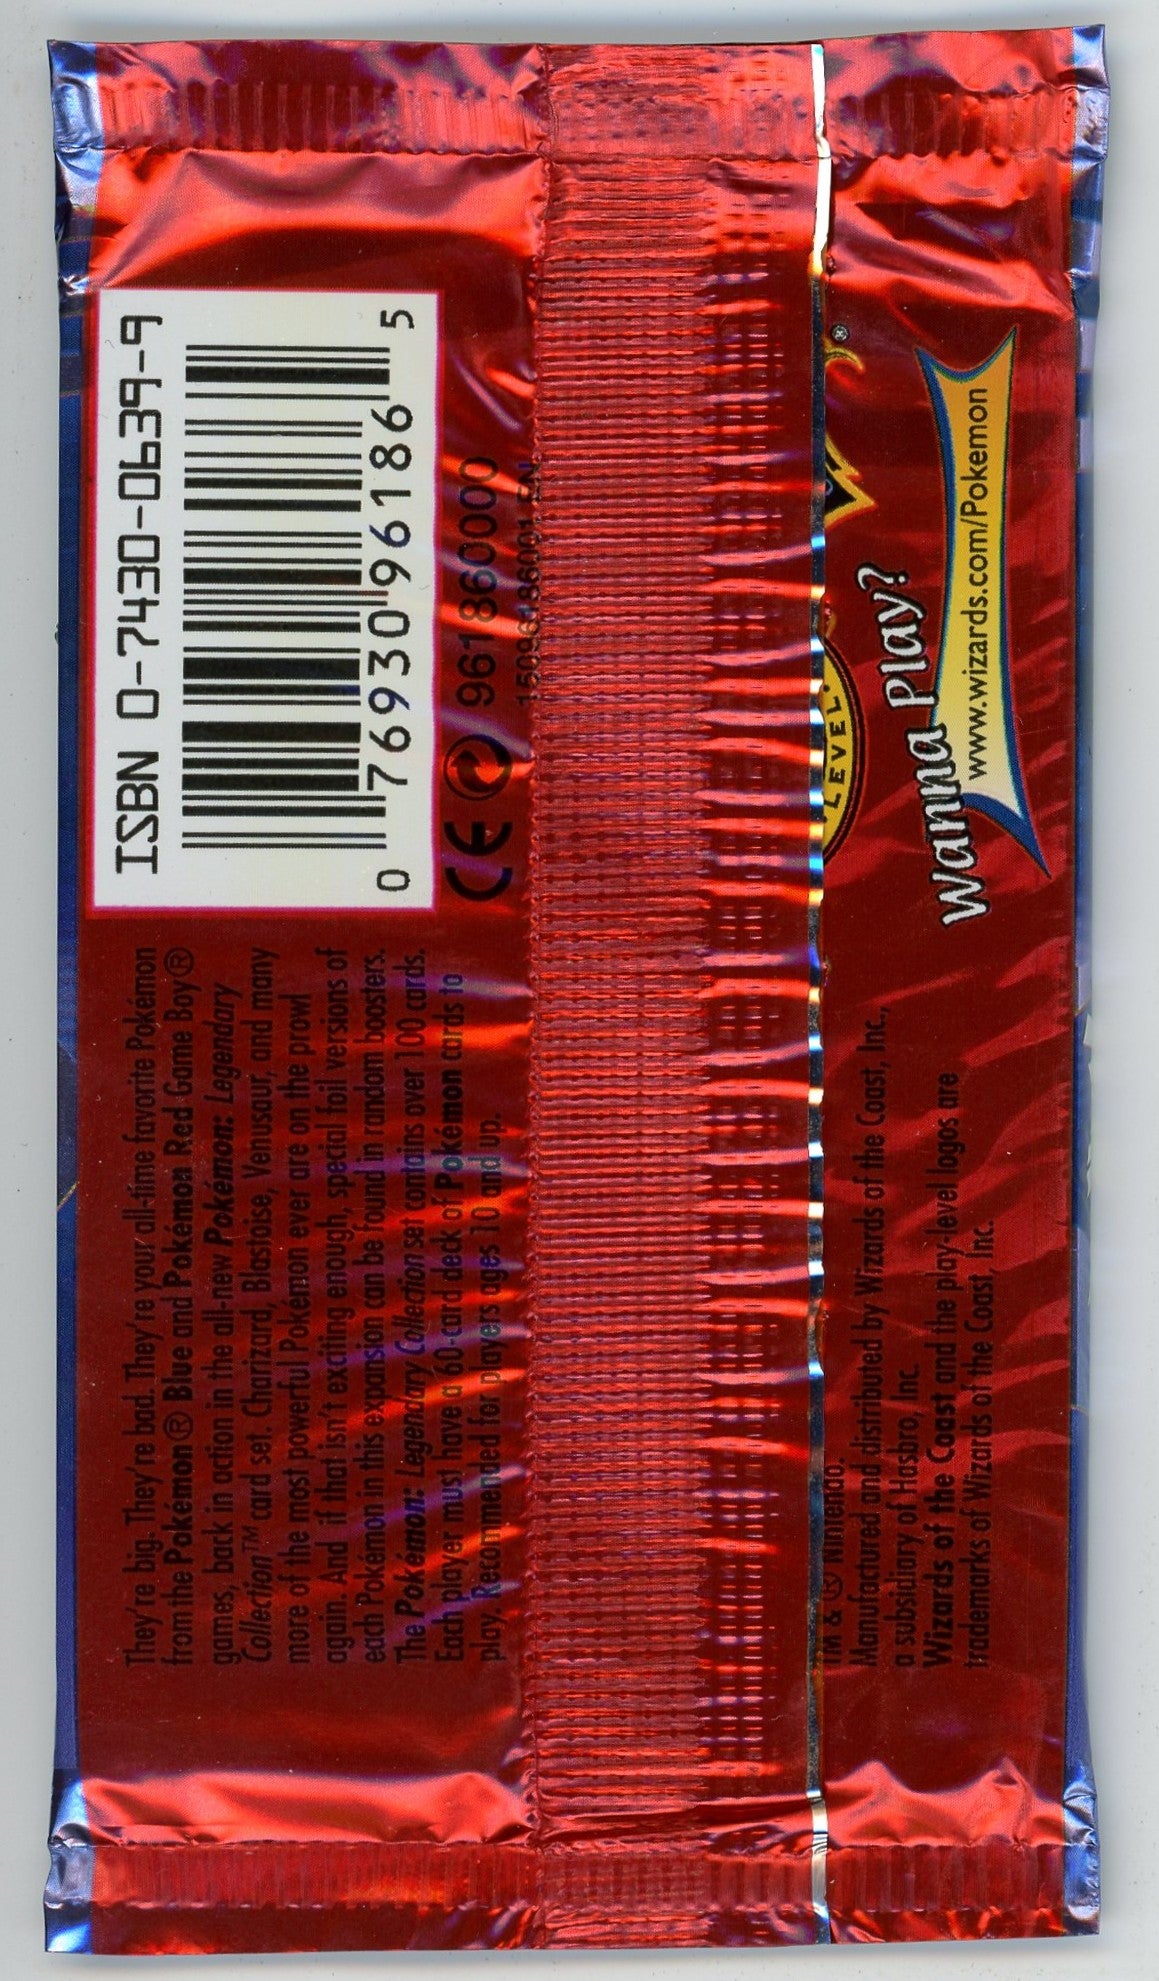 They're big. They're bad. They're your all-time favorite Pokémon
from the Pokémon® Blue and Pokémon Red Game Boy®
games, back in action in the all-new Pokémon: Legendary
Collection™ card set. Charizard, Blastoise, Venusaur, and many
more of the most powerful Pokémon ever are on the prowl
again. And if that isn't exciting enough, special foil versions of
each Pokémon in this expansion can be found in random boosters.
The Pokémon: Legendary Collection set contains over 100 cards.
Each player must have a 60-card deck of Pokémon cards to
play. Recommended for players ages 10 and up.
ISBN 0-7430-0639-9
0 76930 96186 5
CE 961860000
LEVEL.
®
Wanna Play?
www.wizards.com/Pokemon
TM & ® Nintendo.
Manufactured and distributed by Wizards of the Coast, Inc.,
a subsidiary of Hasbro, Inc.
Wizards of the Coast and the play-level logos are
trademarks of Wizards of the Coast, Inc.